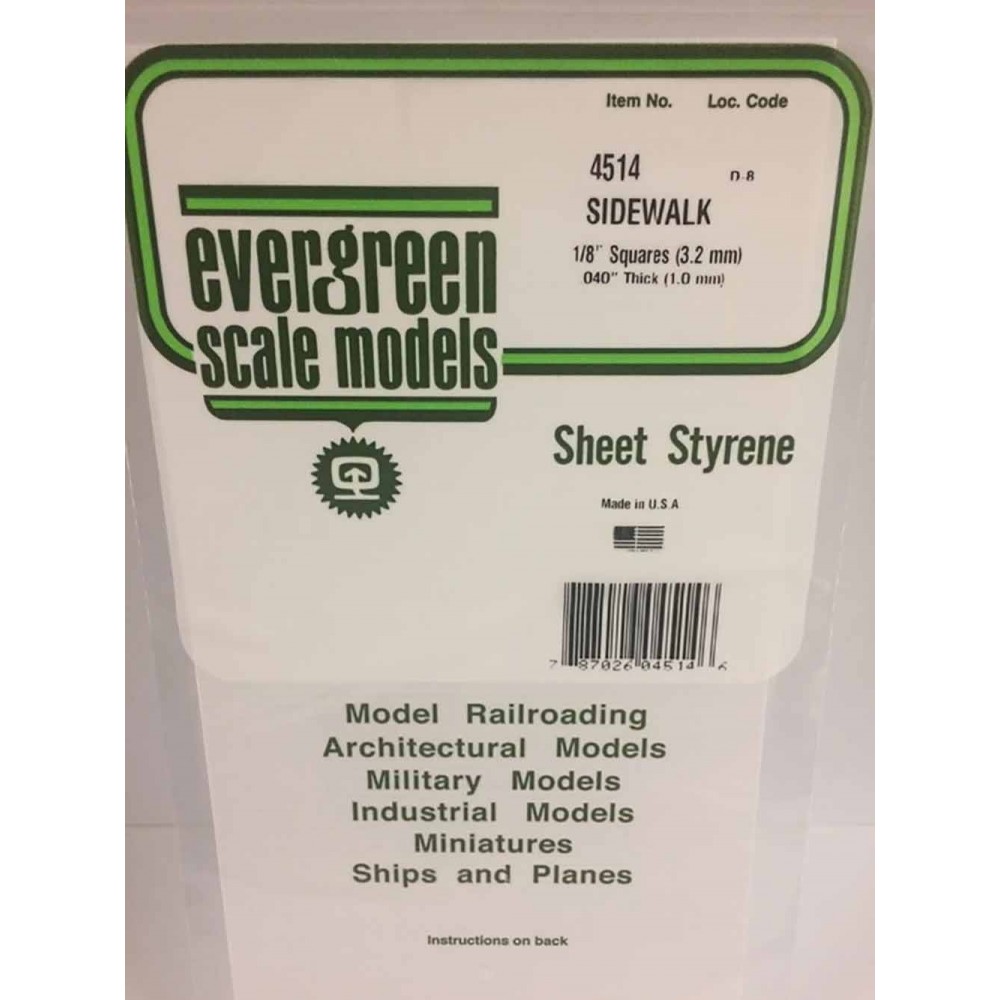 Item No. Loc. Code
4514 D-8
SIDEWALK
1/8" Squares (3.2 mm)
.040" Thick (1.0 mm)
evergreen
scale models
Sheet Styrene
Made in U.S.A
7 87026 04514 6
Model Railroading
Architectural Models
Military Models
Industrial Models
Miniatures
Ships and Planes
Instructions on back